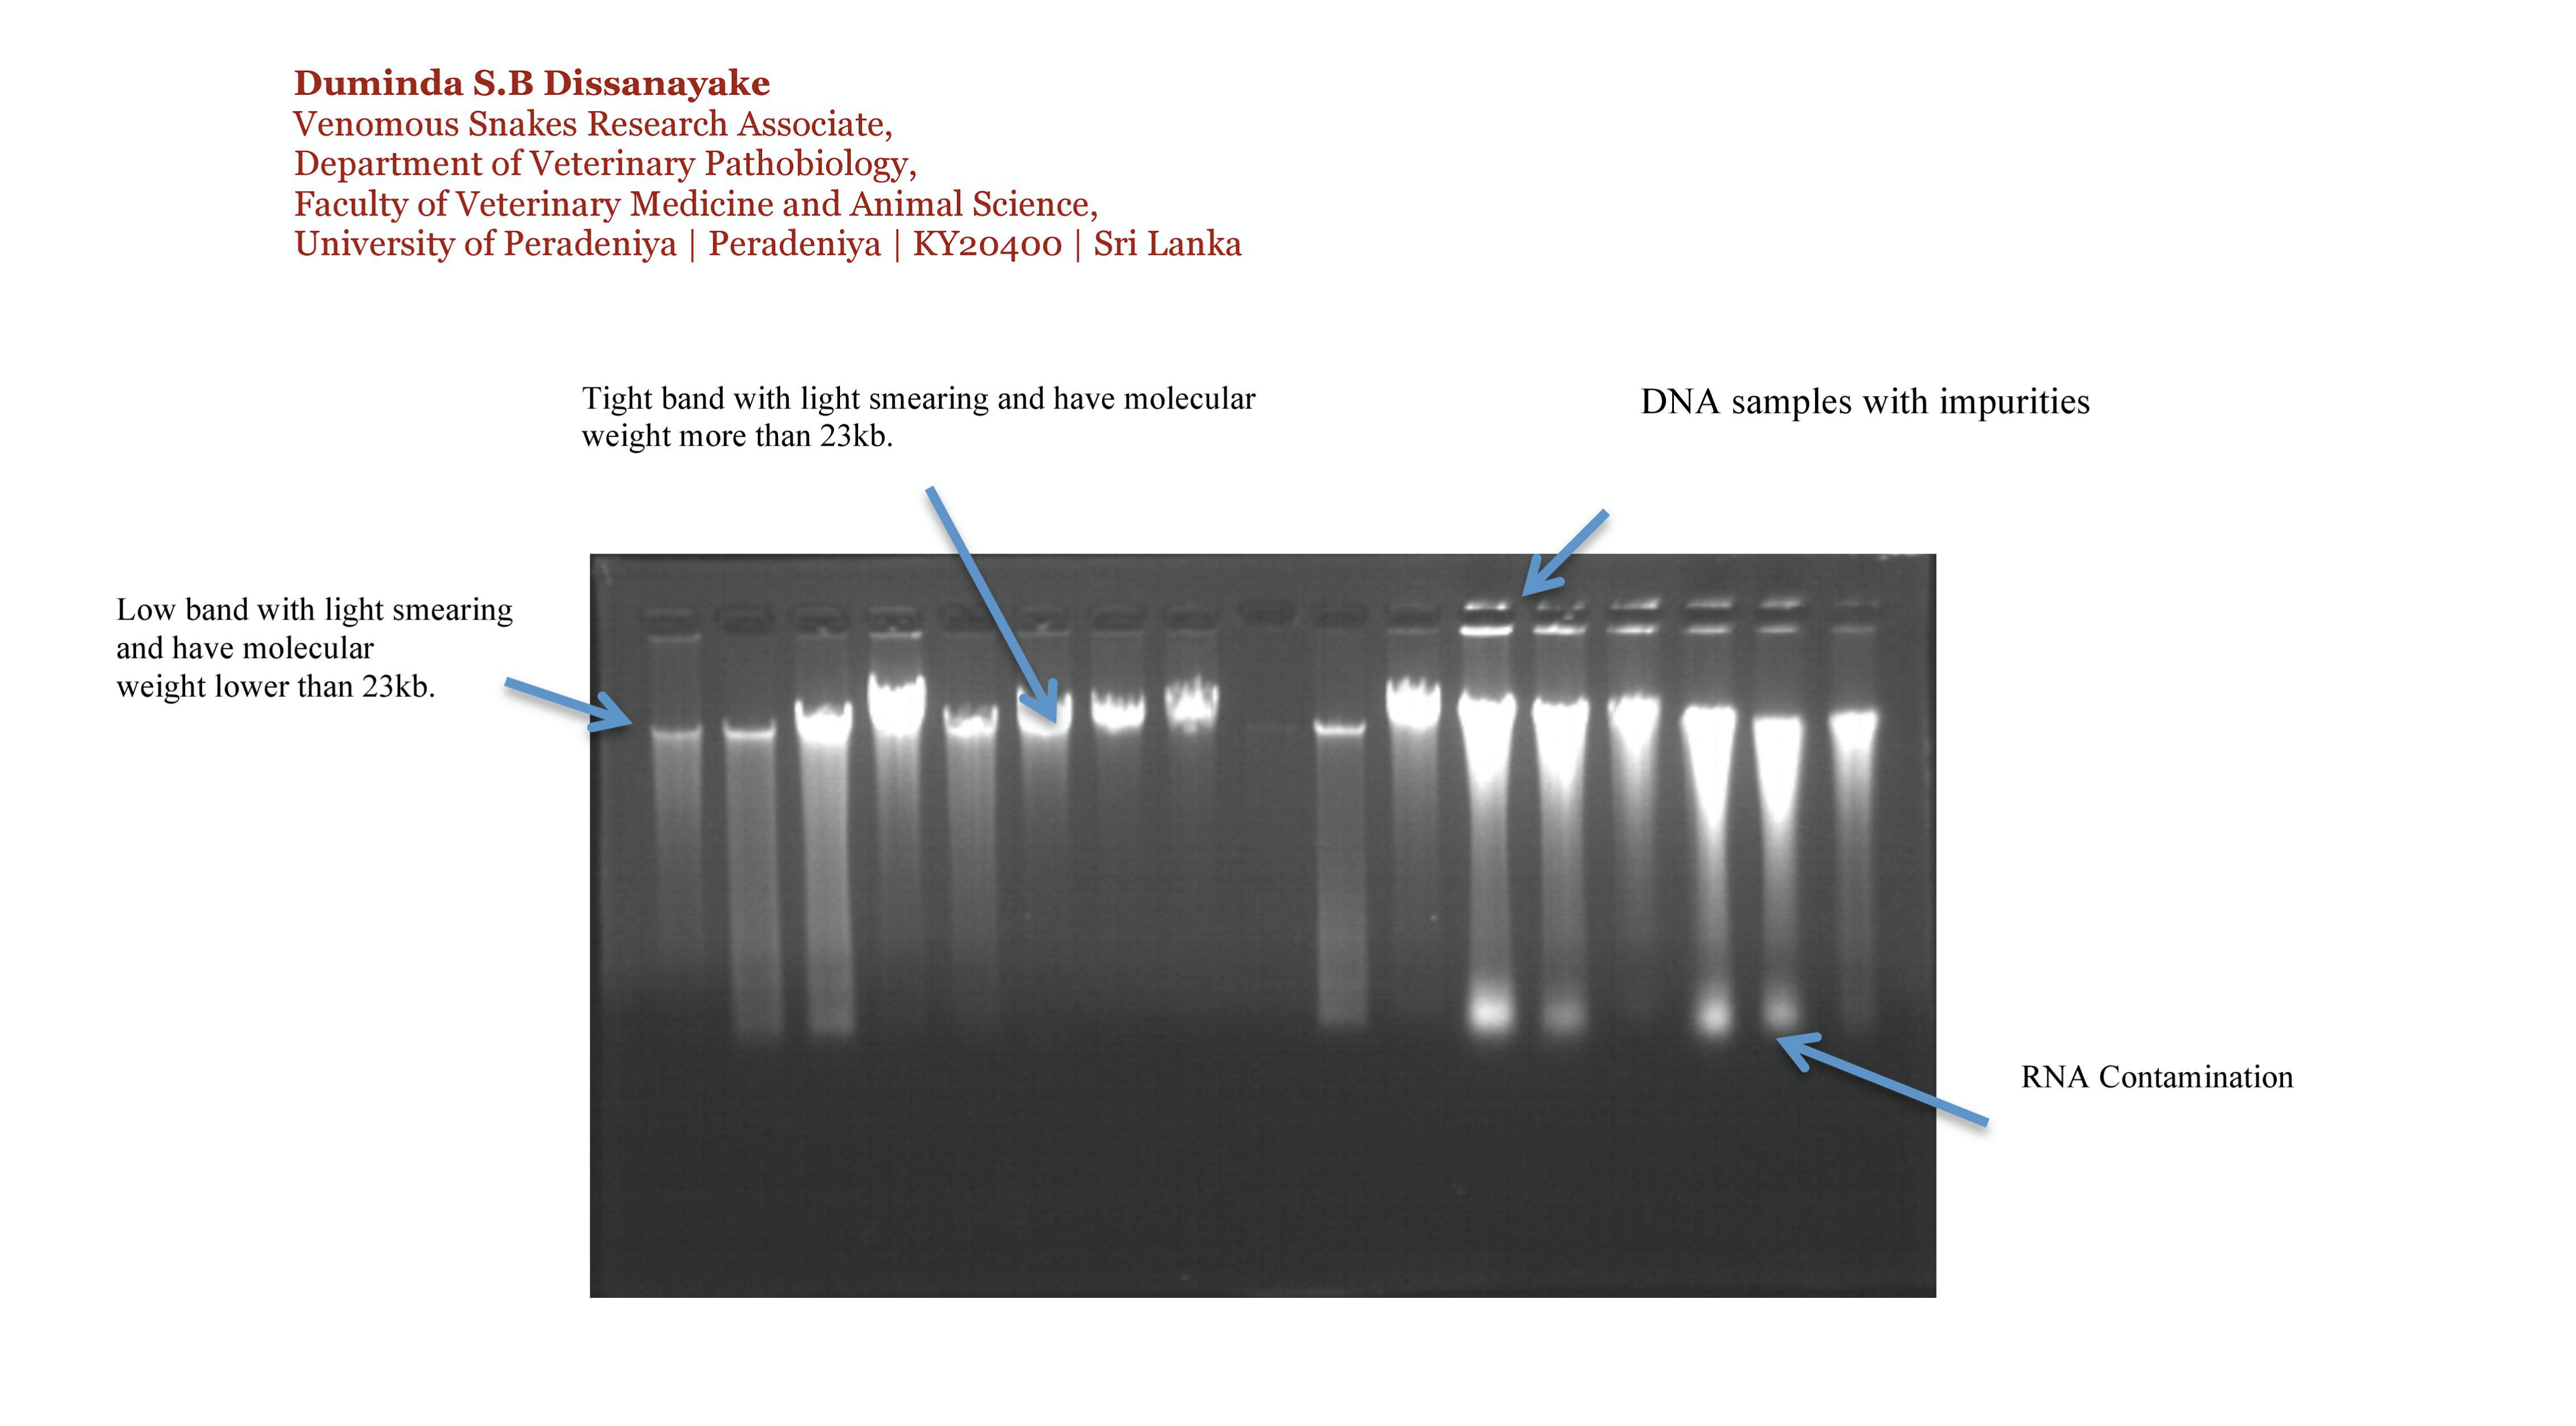 Duminda S.B Dissanayake
Venomous Snakes Research Associate,
Department of Veterinary Pathobiology,
Faculty of Veterinary Medicine and Animal Science,
University of Peradeniya | Peradeniya | KY20400 | Sri Lanka
Tight band with light smearing and have molecular
weight more than 23kb.
DNA samples with impurities
Low band with light smearing
and have molecular
weight lower than 23kb.
RNA Contamination